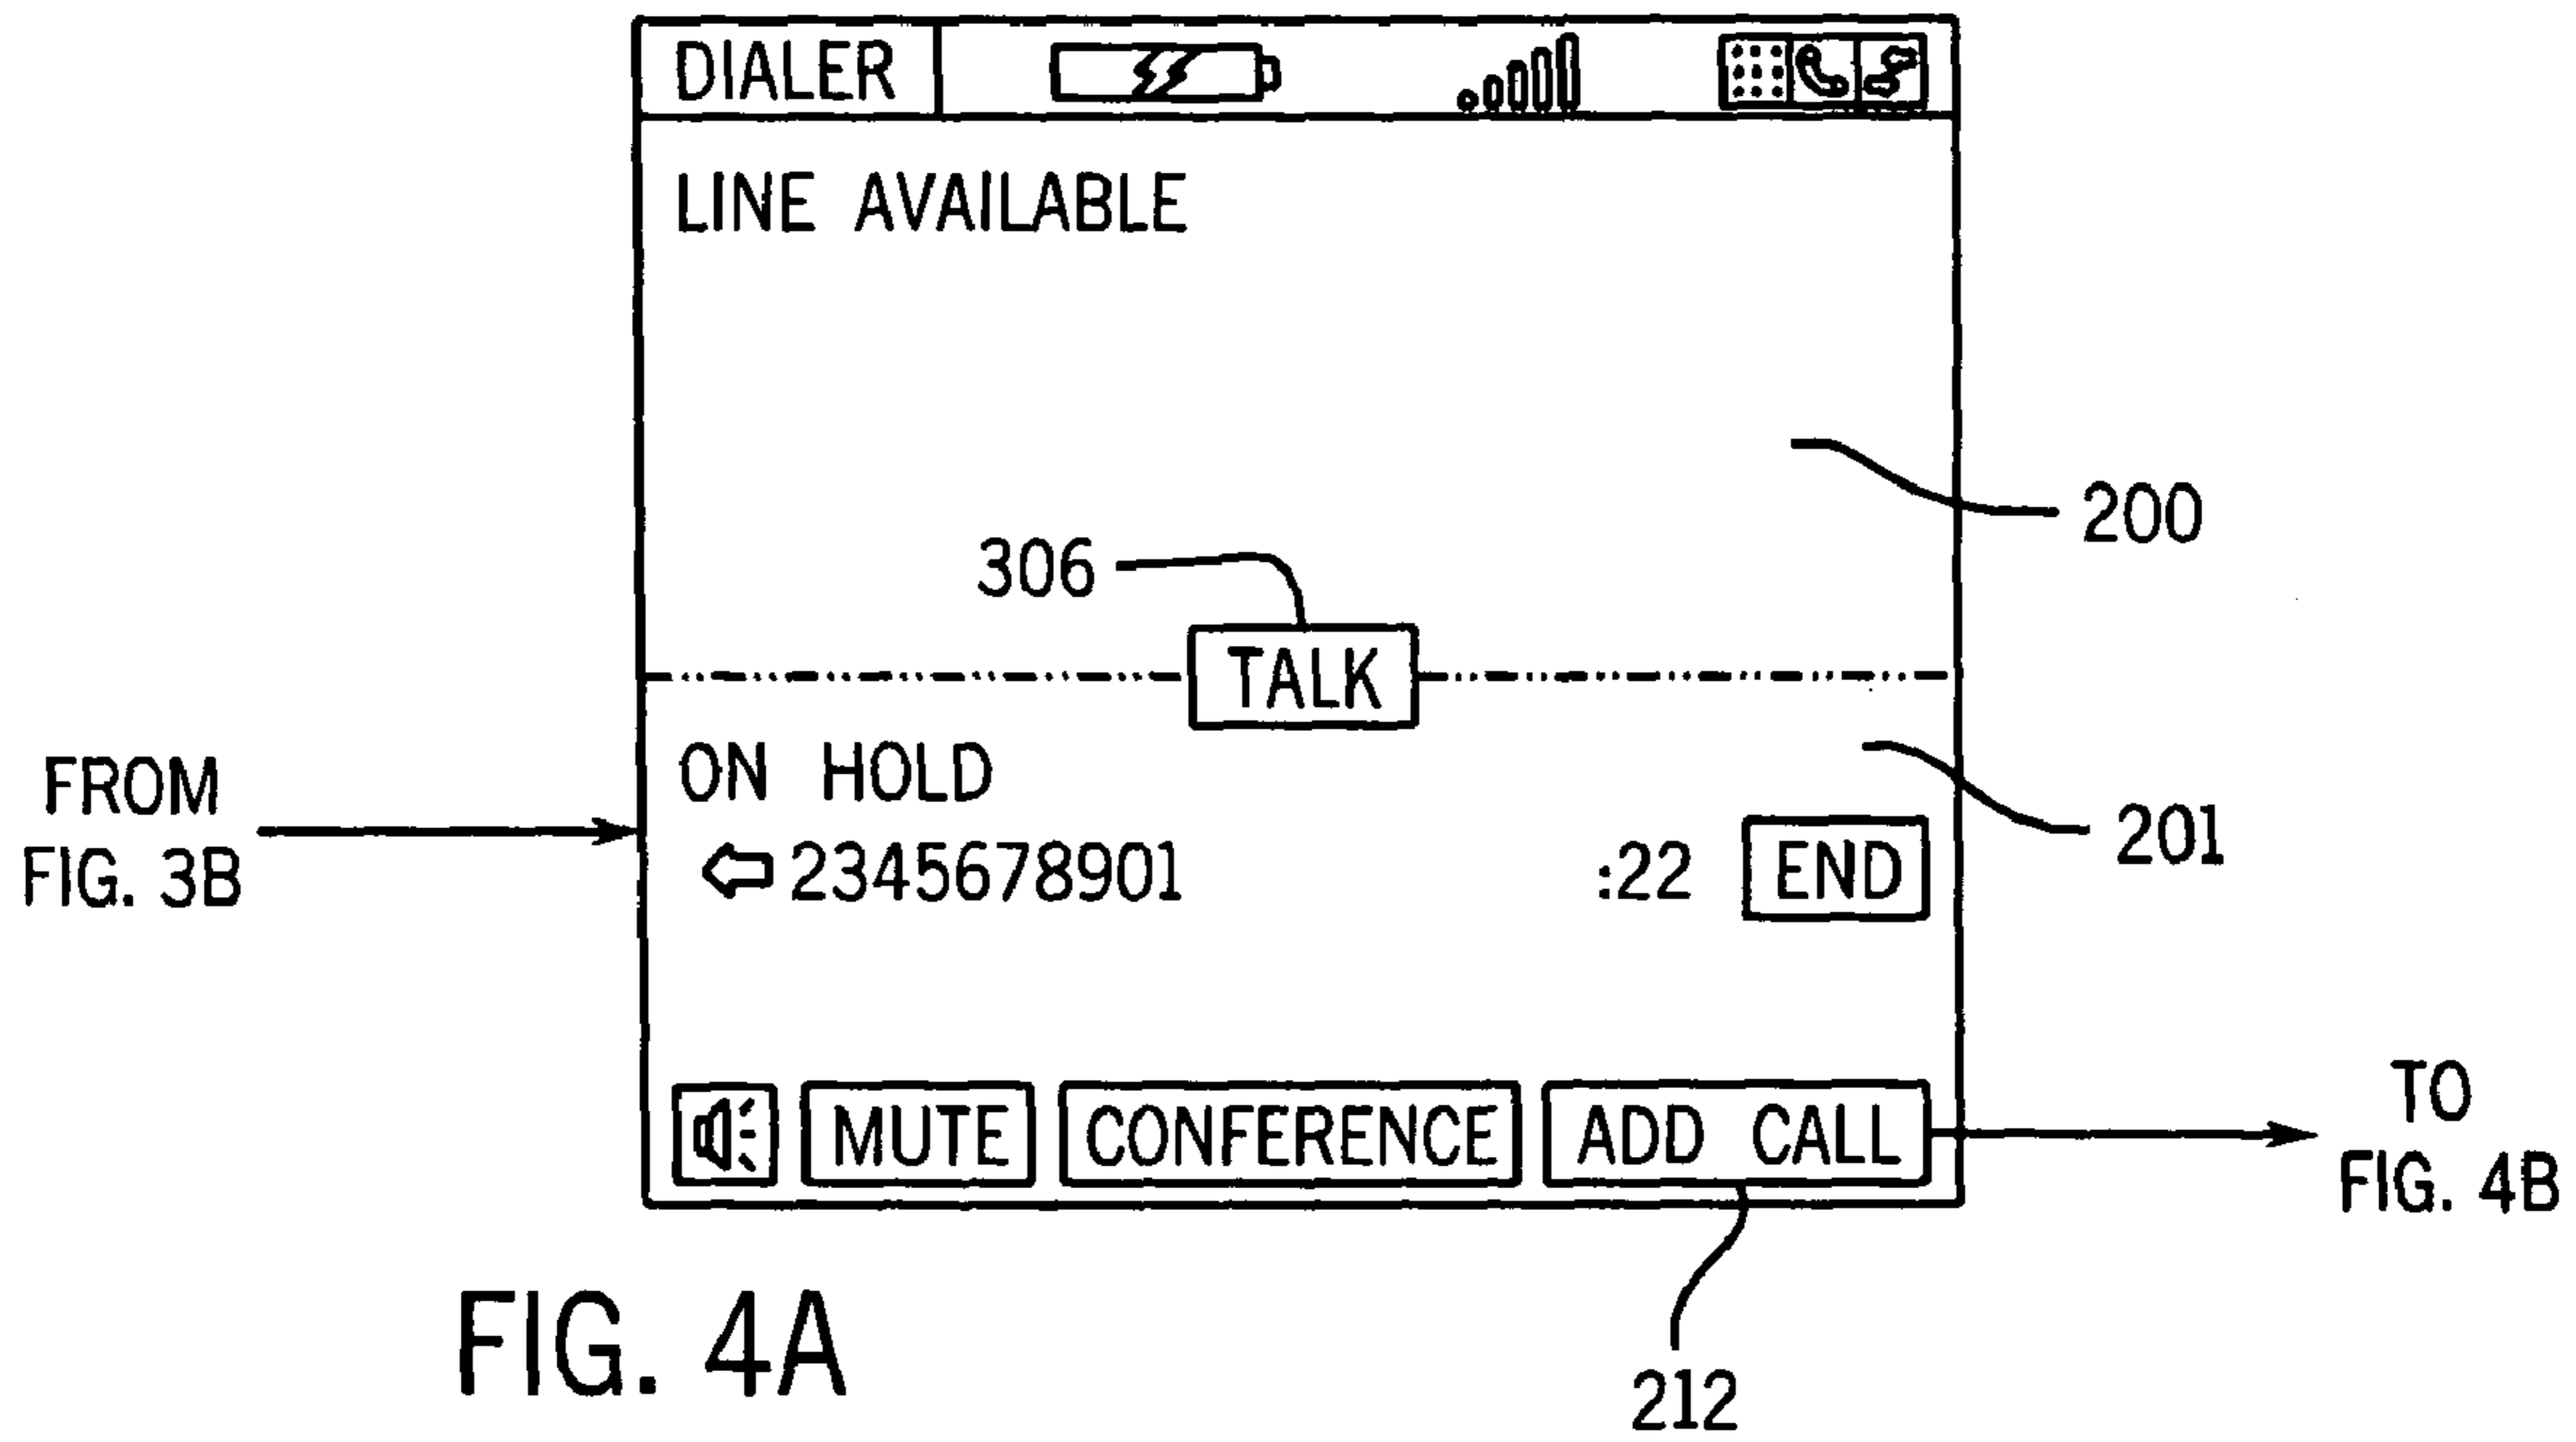 DIALER
LINE AVAILABLE
200
306
TALK
ON HOLD
201
FROM
FIG. 3B
2345678901 :22 END
MUTE CONFERENCE ADD CALL
TO
FIG. 4B
FIG. 4A
212